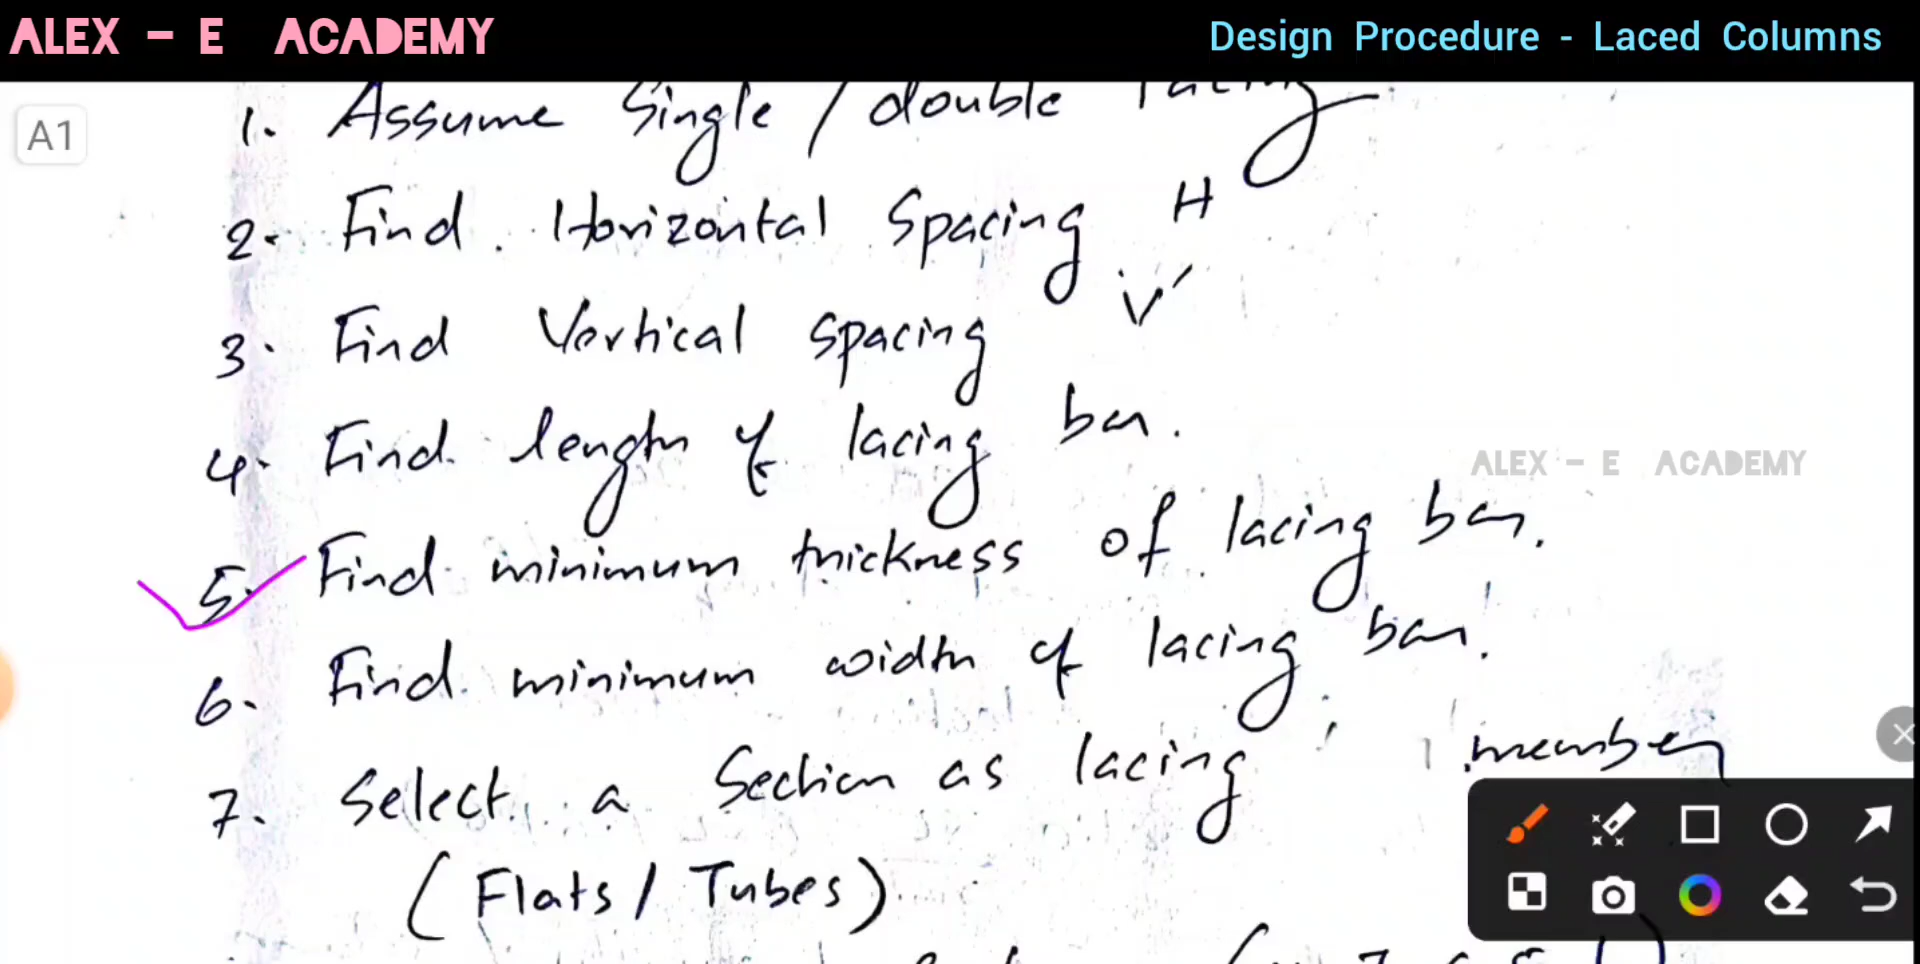 ALEX - E ACADEMY
Design Procedure - Laced Columns
A1
1. Assume Single / double lacing
2. Find Horizontal Spacing H
3. Find Vertical spacing V
4. Find length of lacing bar.
ALEX - E ACADEMY
5. Find minimum thickness of lacing bar.
6. Find minimum width of lacing bar.
7. Select a Section as lacing member
(Flats / Tubes)